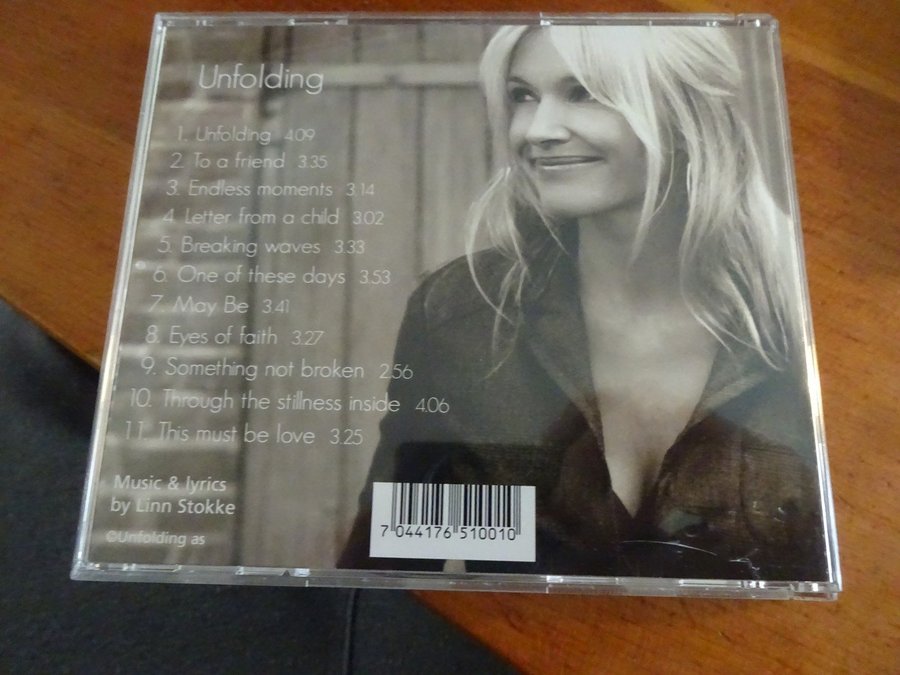 Unfolding
1. Unfolding 4.09
2. To a friend 3.35
3. Endless moments 3.14
4. Letter from a child 3.02
5. Breaking waves 3.33
6. One of these days 3.53
7. May Be 3.41
8. Eyes of faith 3.27
9. Something not broken 2.56
10. Through the stillness inside 4.06
11. This must be love 3.25
Music & lyrics
by Linn Stokke
©Unfolding as
7 044176 510010